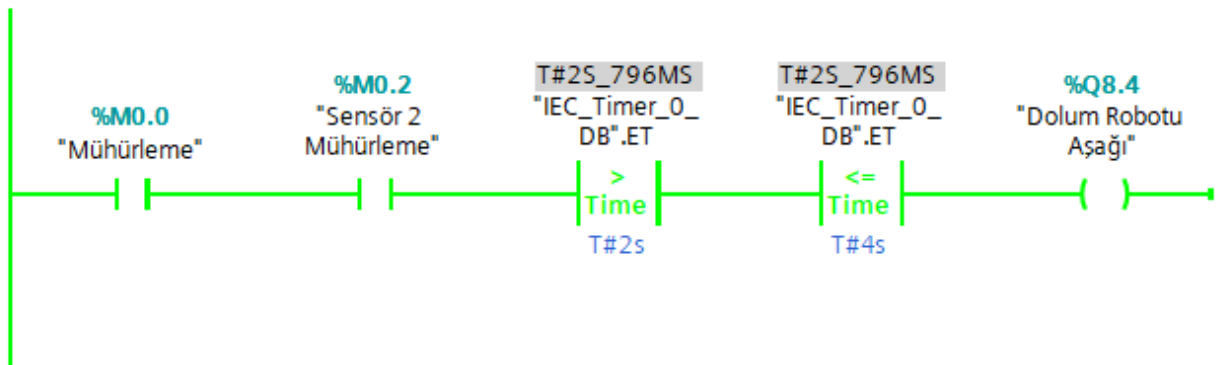 %M0.0
"Mühürleme"
%M0.2
"Sensör 2
Mühürleme"
T#2S_796MS
"IEC_Timer_0_
DB".ET
>
Time
T#2s
T#2S_796MS
"IEC_Timer_0_
DB".ET
<=
Time
T#4s
%Q8.4
"Dolum Robotu
Aşağı"